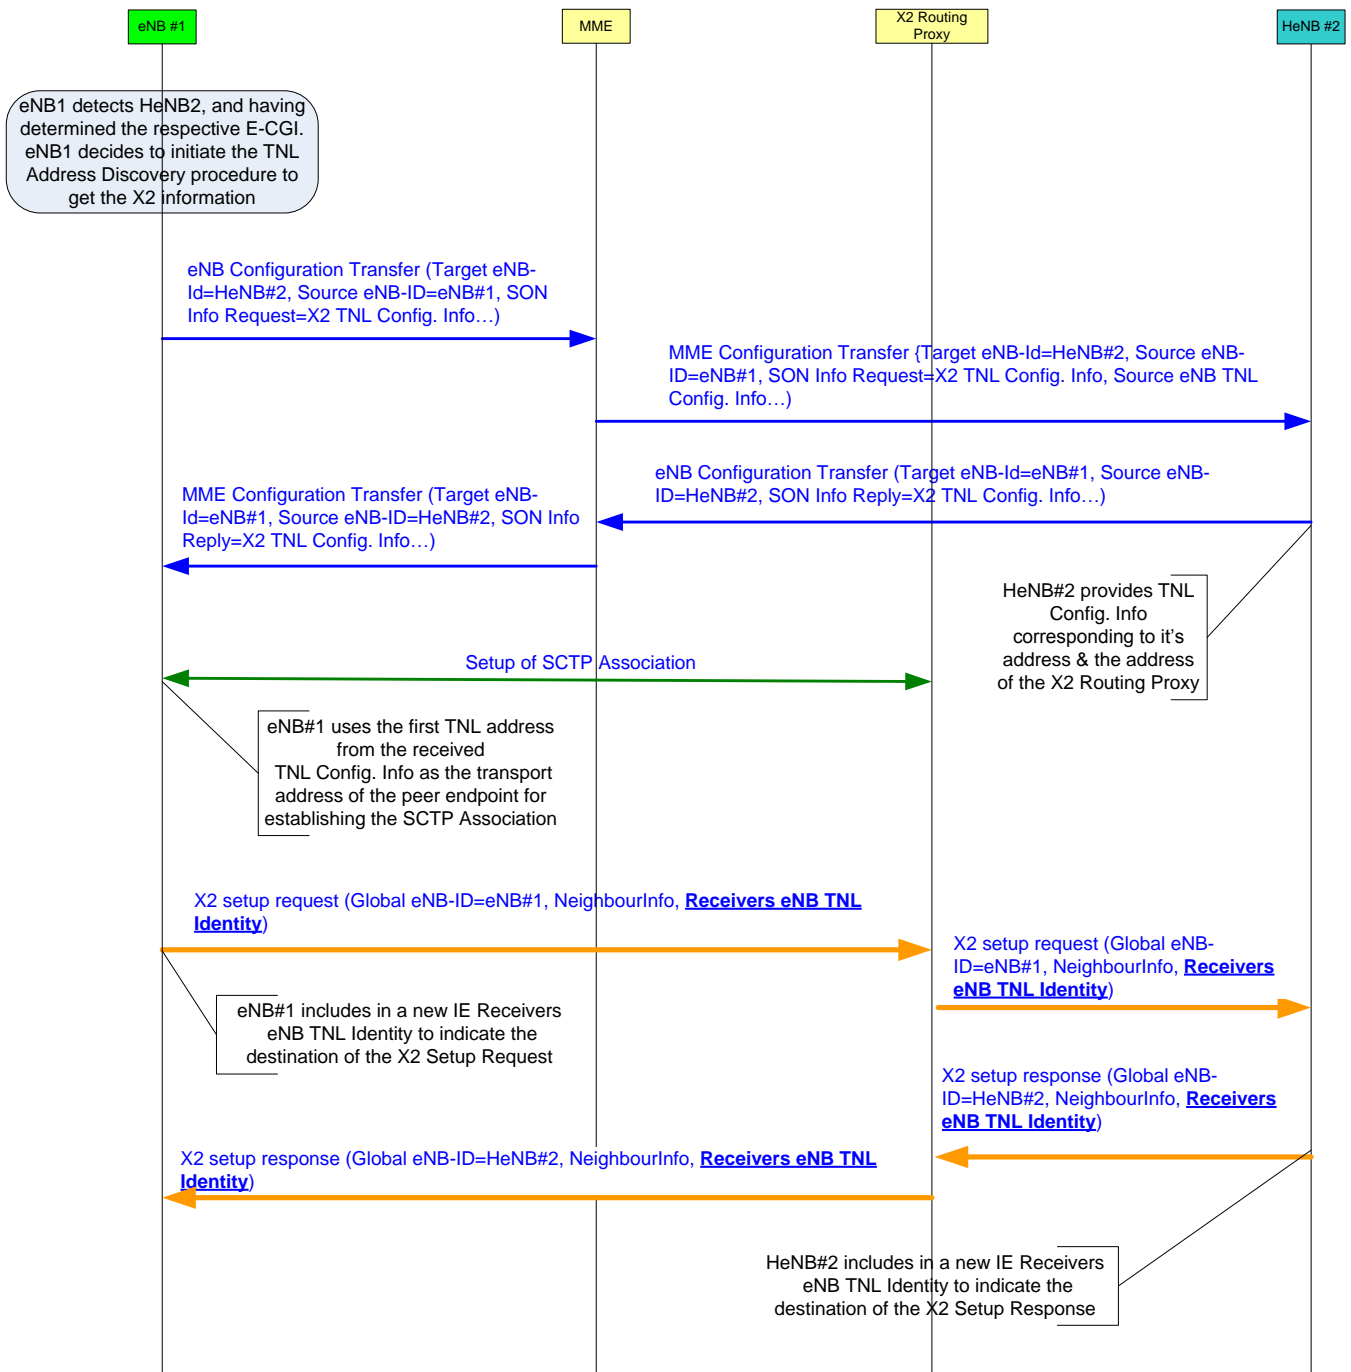 eNB #1
MME
X2 Routing
Proxy
HeNB #2
eNB1 detects HeNB2, and having
determined the respective E-CGI.
eNB1 decides to initiate the TNL
Address Discovery procedure to
get the X2 information
eNB Configuration Transfer (Target eNB-
Id=HeNB#2, Source eNB-ID=eNB#1, SON
Info Request=X2 TNL Config. Info…)
MME Configuration Transfer {Target eNB-Id=HeNB#2, Source eNB-
ID=eNB#1, SON Info Request=X2 TNL Config. Info, Source eNB TNL
Config. Info…)
eNB Configuration Transfer (Target eNB-Id=eNB#1, Source eNB-
ID=HeNB#2, SON Info Reply=X2 TNL Config. Info…)
MME Configuration Transfer (Target eNB-
Id=eNB#1, Source eNB-ID=HeNB#2, SON Info
Reply=X2 TNL Config. Info…)
HeNB#2 provides TNL
Config. Info
corresponding to it's
address & the address
of the X2 Routing Proxy
Setup of SCTP Association
eNB#1 uses the first TNL address
from the received
TNL Config. Info as the transport
address of the peer endpoint for
establishing the SCTP Association
X2 setup request (Global eNB-ID=eNB#1, NeighbourInfo, Receivers eNB TNL
Identity)
X2 setup request (Global eNB-
ID=eNB#1, NeighbourInfo, Receivers
eNB TNL Identity)
eNB#1 includes in a new IE Receivers
eNB TNL Identity to indicate the
destination of the X2 Setup Request
X2 setup response (Global eNB-
ID=HeNB#2, NeighbourInfo, Receivers
eNB TNL Identity)
X2 setup response (Global eNB-ID=HeNB#2, NeighbourInfo, Receivers eNB TNL
Identity)
HeNB#2 includes in a new IE Receivers
eNB TNL Identity to indicate the
destination of the X2 Setup Response